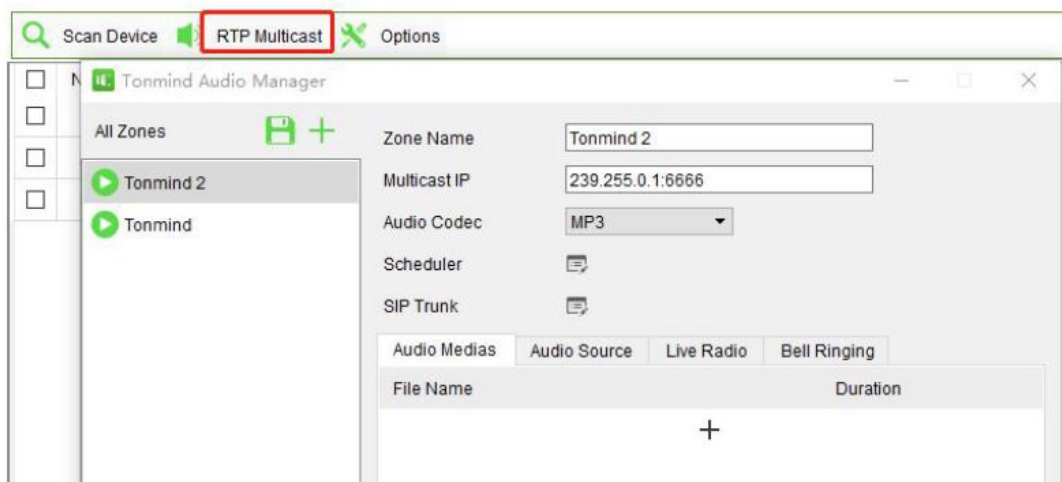 Scan Device RTP Multicast Options
N
Tonmind Audio Manager
All Zones
Tonmind 2
Tonmind
Zone Name Tonmind 2
Multicast IP 239.255.0.1:6666
Audio Codec MP3
Scheduler
SIP Trunk
Audio Medias Audio Source Live Radio Bell Ringing
File Name Duration